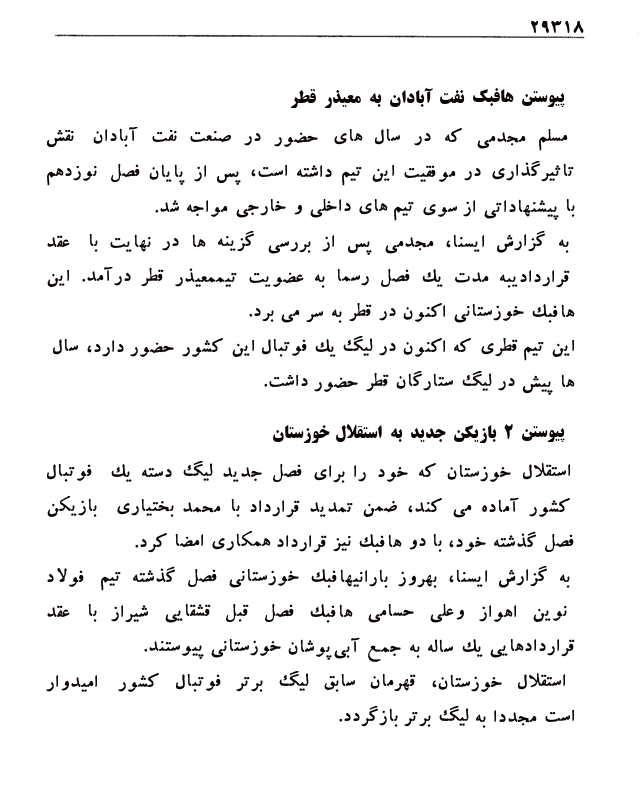 ۲۹۳۱۸
پیوستن هافبک نفت آبادان به معیذر قطر
مسلم مجدمی که در سال های حضور در صنعت نفت آبادان نقش
تاثیرگذاری در موفقیت این تیم داشته است، پس از پایان فصل نوزدهم
با پیشنهاداتی از سوی تیم های داخلی و خارجی مواجه شد.
به گزارش ایسنا، مجدمی پس از بررسی گزینه ها در نهایت با عقد
قراردادیبه مدت یك فصل رسما به عضویت تیممعیذر قطر درآمد. این
هافبك خوزستانی اکنون در قطر به سر می برد.
این تیم قطری که اکنون در لیگ یك فوتبال این کشور حضور دارد، سال
ها پیش در لیگ ستارگان قطر حضور داشت.
پیوستن ۲ بازیکن جدید به استقلال خوزستان
استقلال خوزستان که خود را برای فصل جدید لیگ دسته یك فوتبال
کشور آماده می کند، ضمن تمدید قرارداد با محمد بختیاری بازیکن
فصل گذشته خود، با دو هافبك نیز قرارداد همکاری امضا کرد.
به گزارش ایسنا، بهروز بارانیهافبك خوزستانی فصل گذشته تیم فولاد
نوین اهواز وعلی حسامی هافبك فصل قبل قشقایی شیراز با عقد
قراردادهایی یك ساله به جمع آبی‌پوشان خوزستانی پیوستند.
استقلال خوزستان، قهرمان سابق لیگ برتر فوتبال کشور امیدوار
است مجددا به لیگ برتر بازگردد.